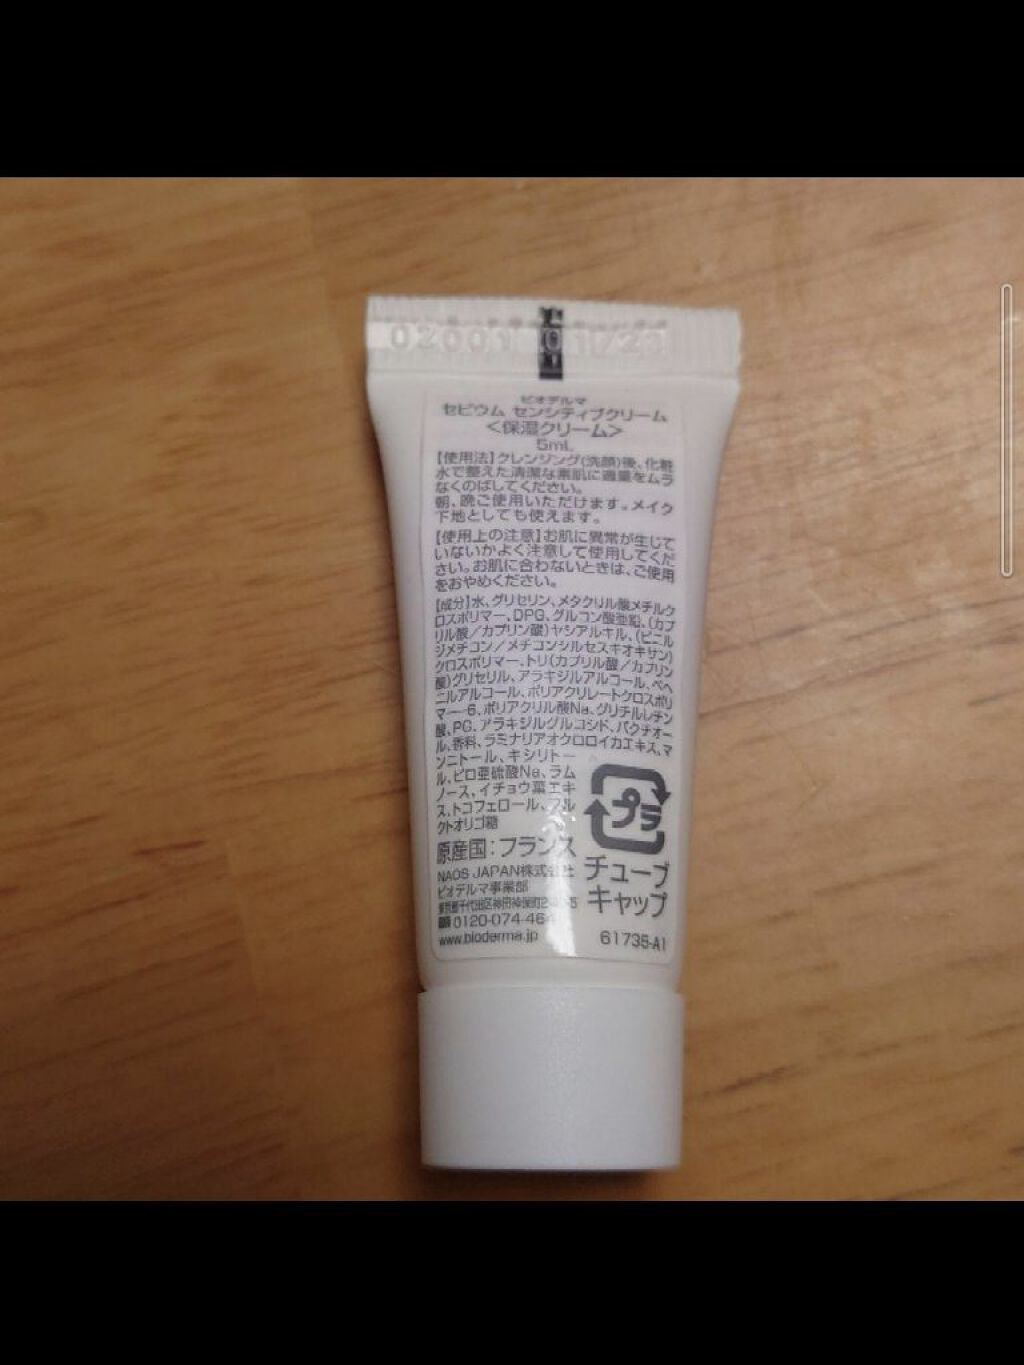 ビオデルマ
セビウム センシティブクリーム
<保湿クリーム>
5mL
【使用法】クレンジング(洗顔)後、化粧
水で整えた清潔な素肌に適量をムラ
なくのばしてください。
朝、晩ご使用いただけます。メイク
下地としても使えます。
【使用上の注意】お肌に異常が生じて
いないかよく注意して使用してくだ
さい。お肌に合わないときは、ご使用
をおやめください。
【成分】水、グリセリン、メタクリル酸メチルク
ロスポリマー、DPG、グルコン酸亜鉛、(カプ
リル酸/カプリン酸)ヤシアルキル、(ビニル
ジメチコン/メチコンシルセスキオキサン)
クロスポリマー、トリ(カプリル酸/カプリン
酸)グリセリル、アラキジルアルコール、ベヘ
ニルアルコール、ポリアクリレートクロスポリ
マー-6、ポリアクリル酸Na、グリチルレチン
酸、PG、アラキジルグルコシド、バクチオー
ル、香料、ラミナリアオクロロイカエキス、マ
ンニトール、キシリトー
ル、ピロ亜硫酸Na、ラム
ノース、イチョウ葉エキ
ス、トコフェロール、フル
クトオリゴ糖
原産国:フランス
NAOS JAPAN株式会社
ビオデルマ事業部
東京都千代田区神田神保町
0120-074-464
www.bioderma.jp
プラ
チューブ
キャップ
61735-A1